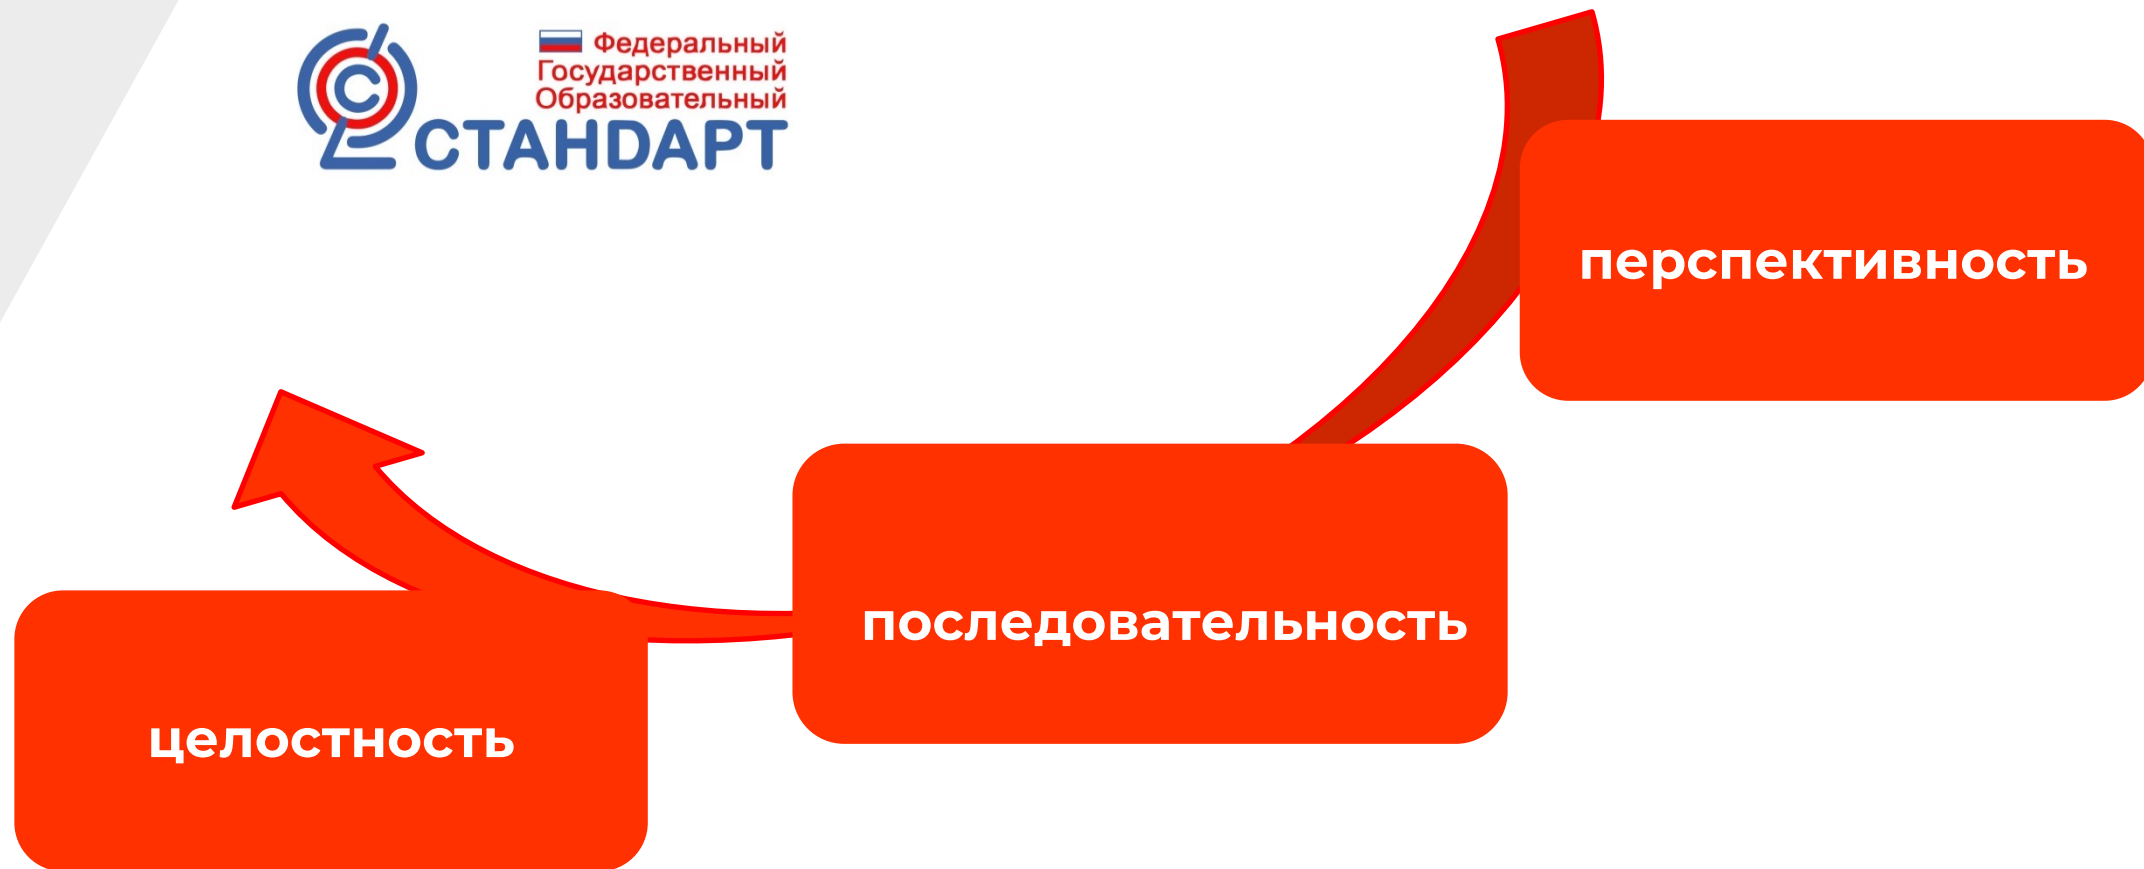 Федеральный
Государственный
Образовательный
СТАНДАРТ
перспективность
последовательность
целостность